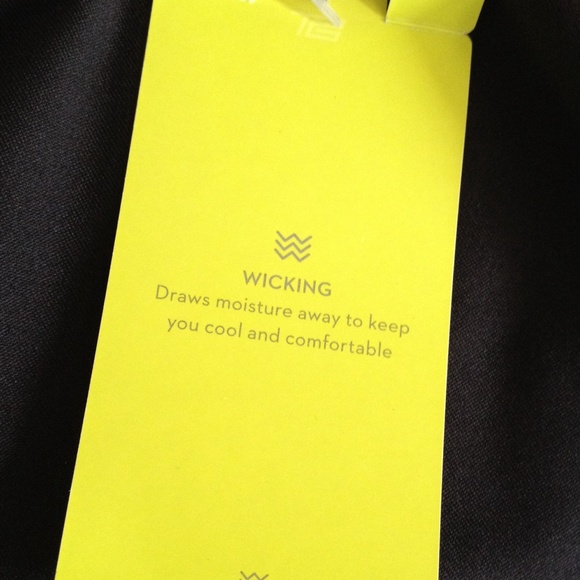 WICKING
Draws moisture away to keep
you cool and comfortable